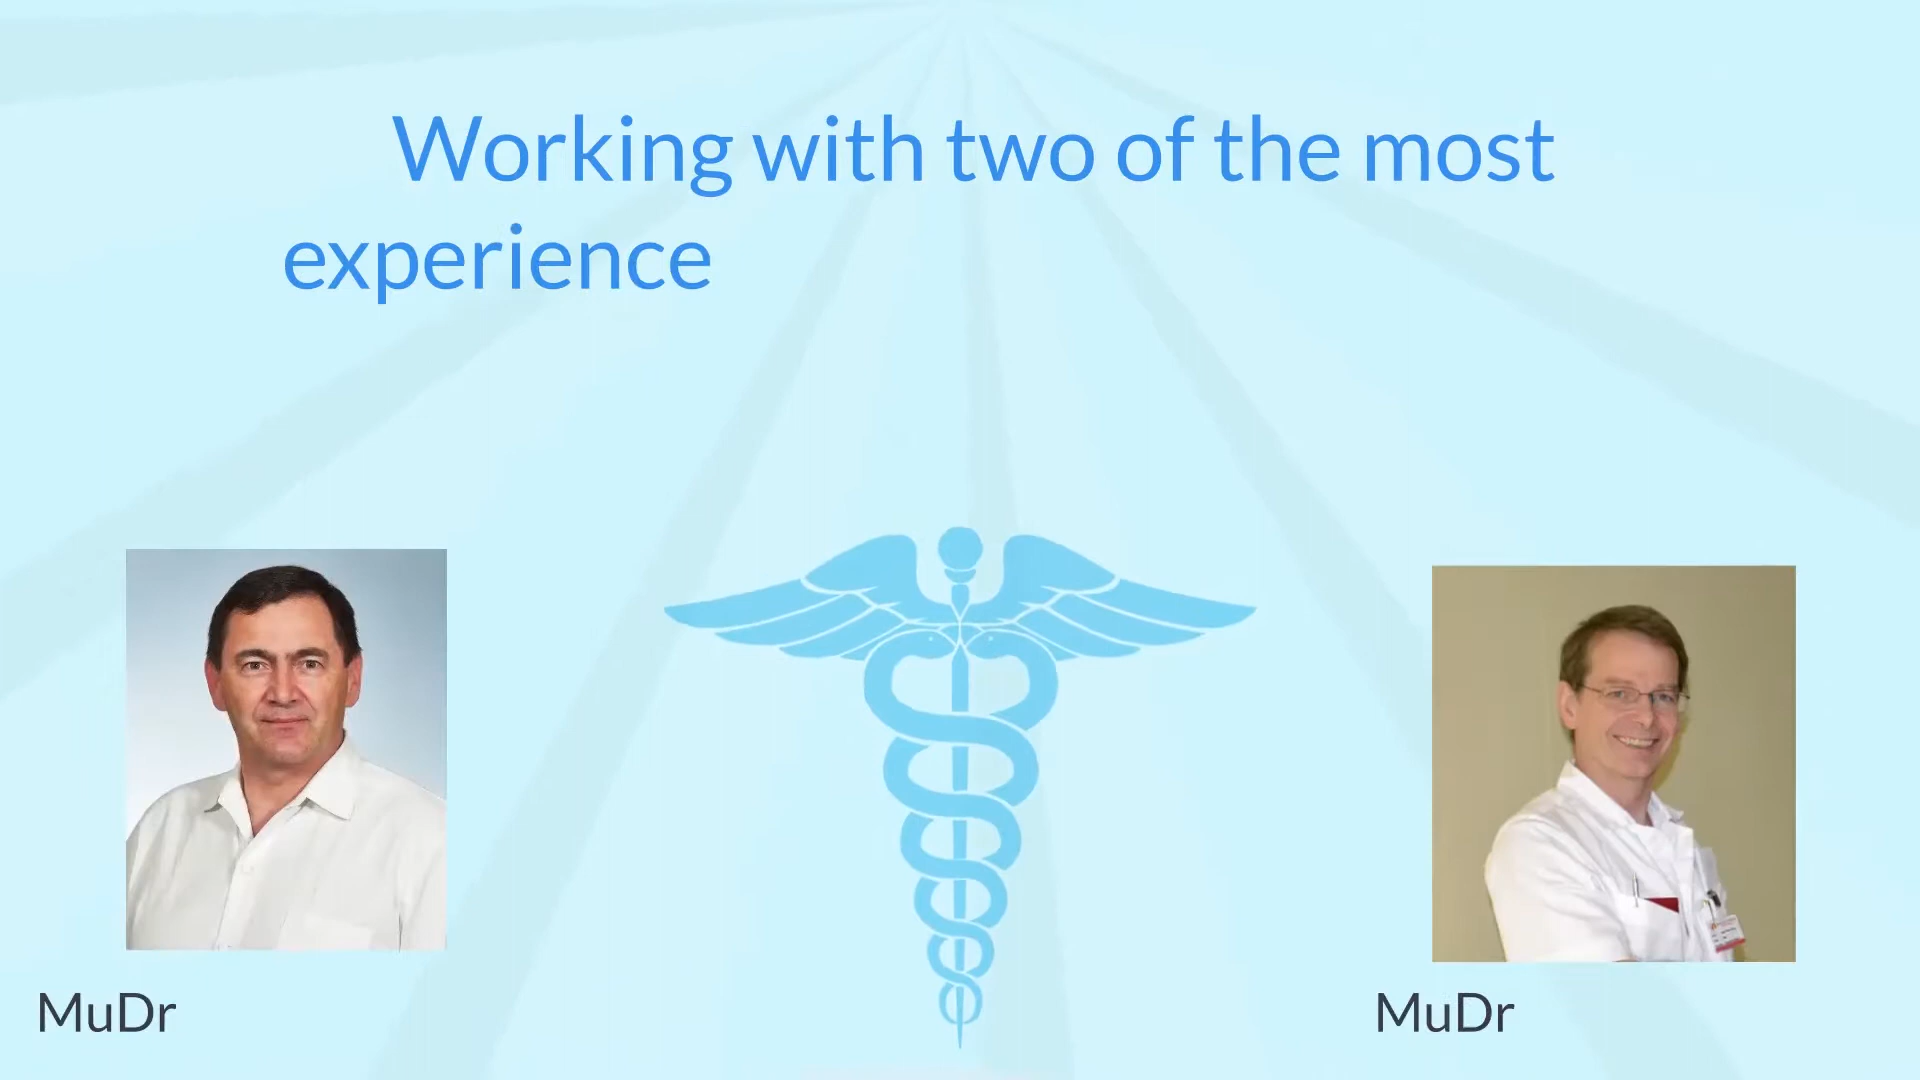 Working with two of the most
experience
MuDr
MuDr